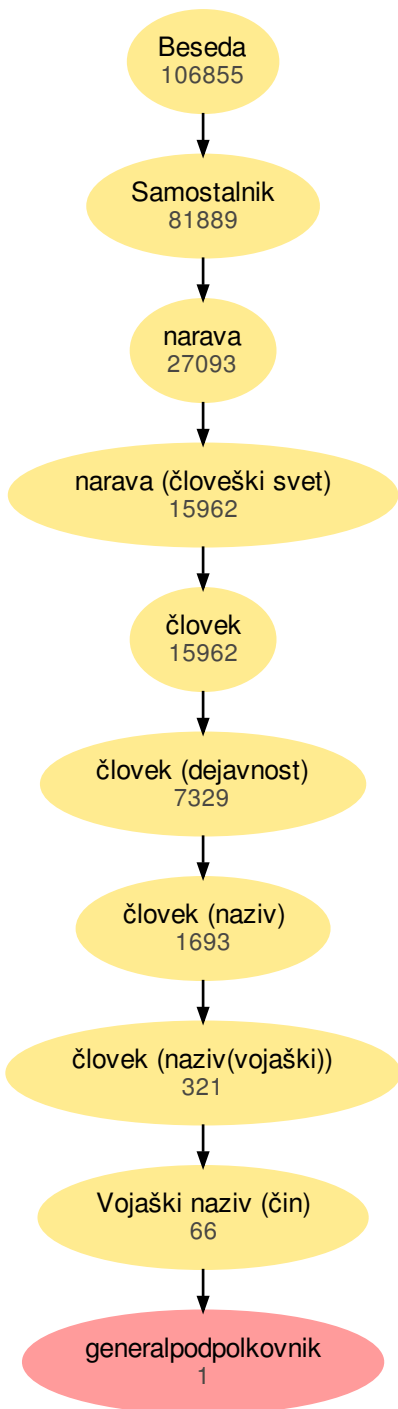 Beseda
106855
Samostalnik
81889
narava
27093
narava (človeški svet)
15962
človek
15962
človek (dejavnost)
7329
človek (naziv)
1693
človek (naziv(vojaški))
321
Vojaški naziv (čin)
66
generalpodpolkovnik
1